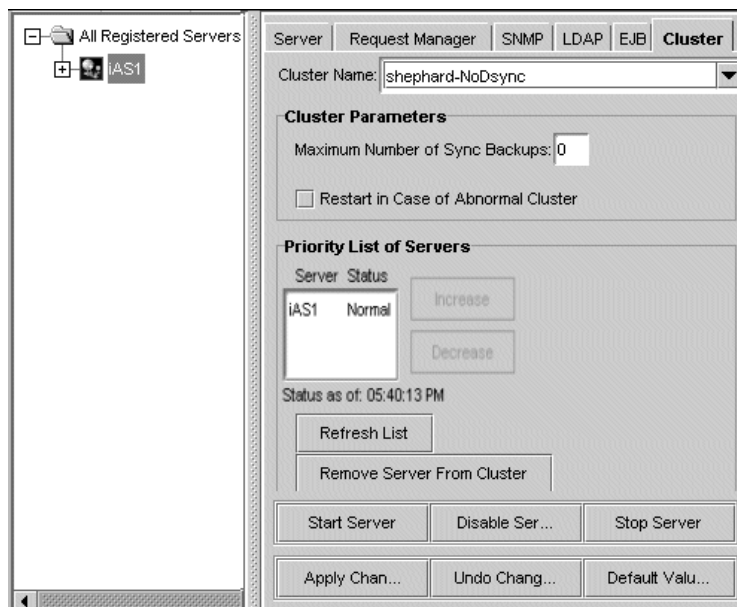 All Registered Servers
iAS1
Server Request Manager SNMP LDAP EJB Cluster
Cluster Name: shephard-NoDsync
Cluster Parameters
Maximum Number of Sync Backups: 0
Restart in Case of Abnormal Cluster
Priority List of Servers
Server Status
iAS1 Normal
Increase
Decrease
Status as of: 05:40:13 PM
Refresh List
Remove Server From Cluster
Start Server Disable Ser... Stop Server
Apply Chan... Undo Chang... Default Valu...